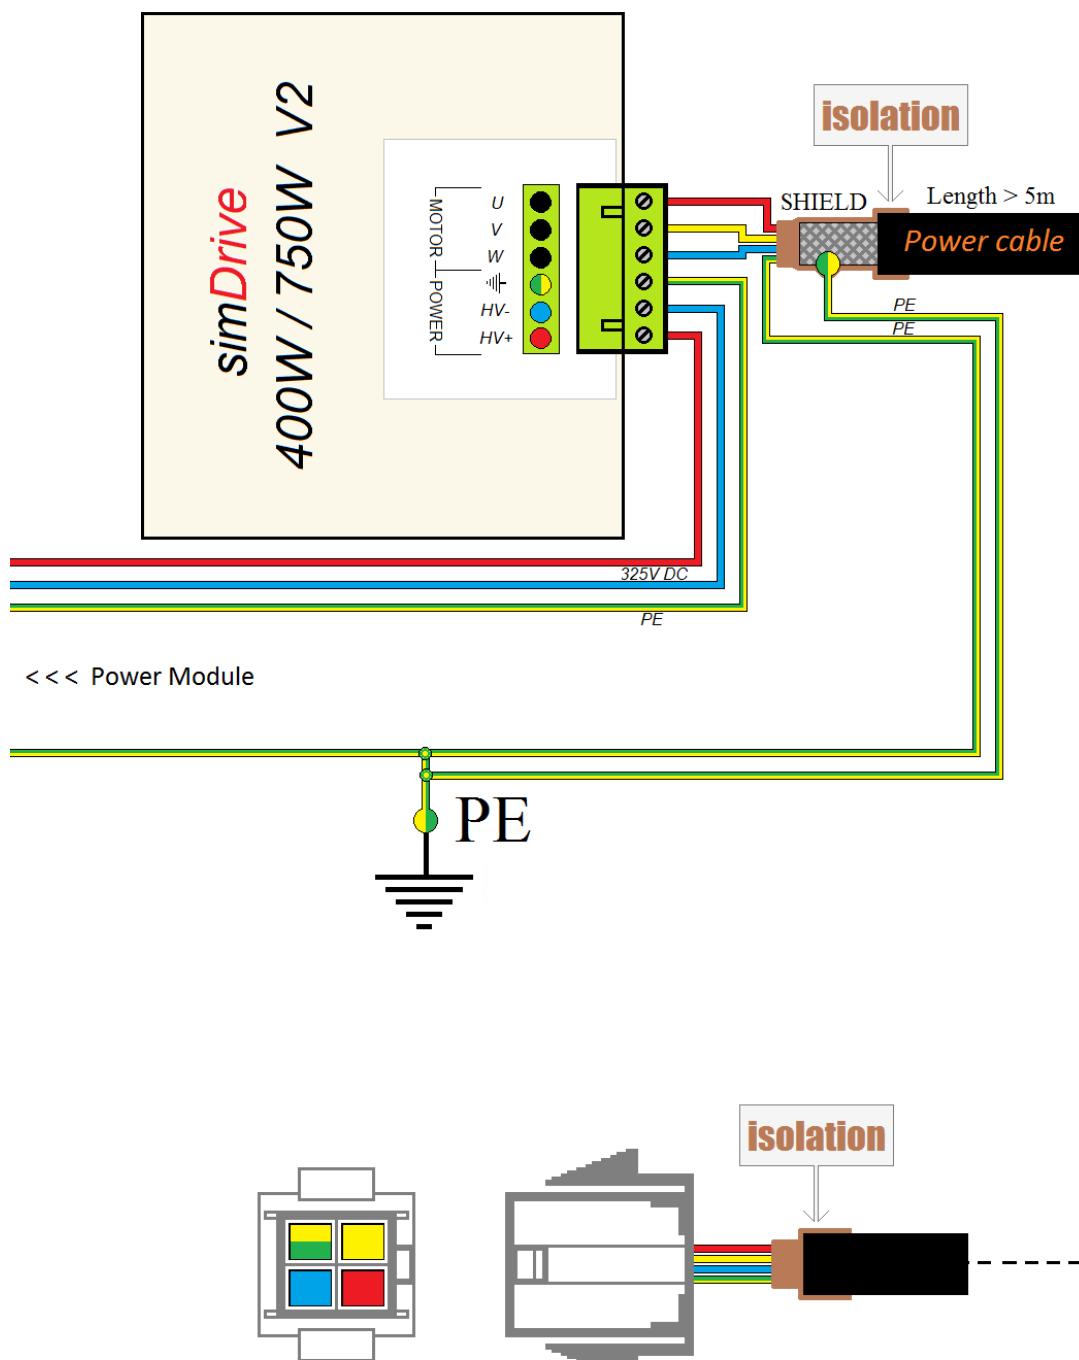 simDrive
400W / 750W V2
MOTOR
POWER
U
V
W
HV-
HV+
isolation
SHIELD
Length > 5m
Power cable
PE
PE
325V DC
PE
< < < Power Module
PE
isolation